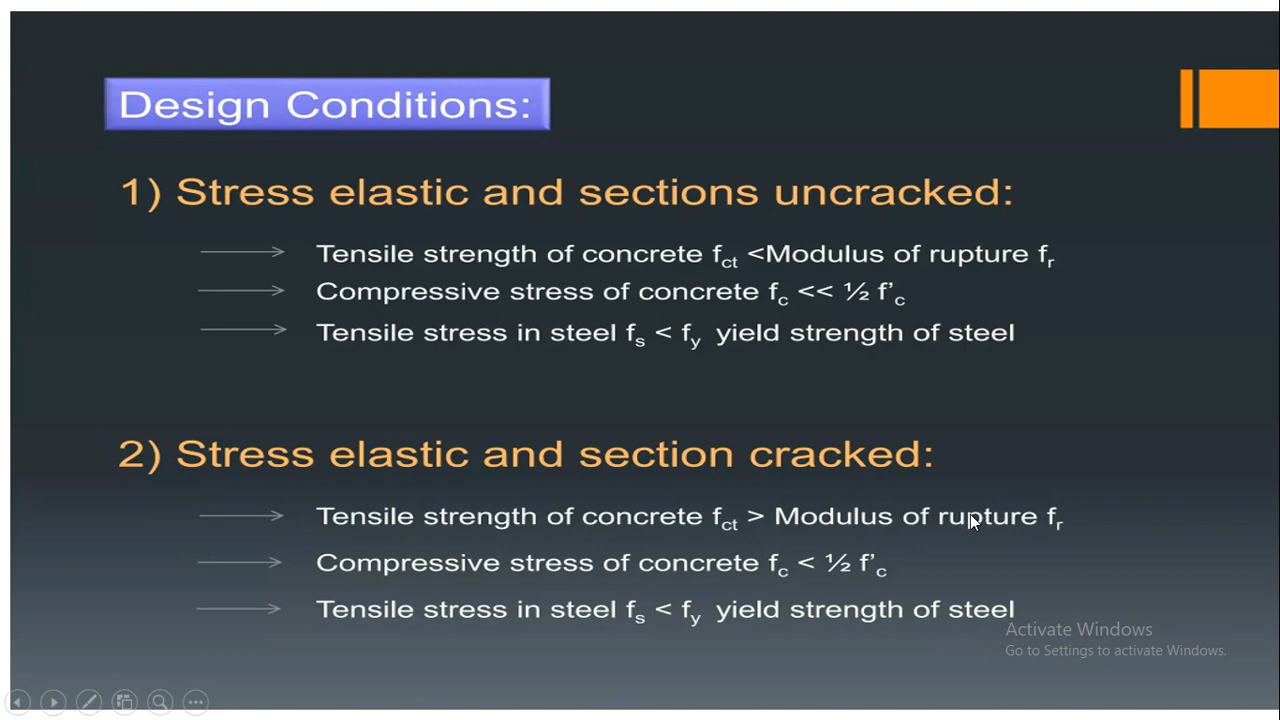 Design Conditions:
1) Stress elastic and sections uncracked:
Tensile strength of concrete fct <Modulus of rupture fr
Compressive stress of concrete fc << ½ f’c
Tensile stress in steel fs < fy yield strength of steel
2) Stress elastic and section cracked:
Tensile strength of concrete fct > Modulus of rupture fr
Compressive stress of concrete fc < ½ f’c
Tensile stress in steel fs < fy yield strength of steel
Activate Windows
Go to Settings to activate Windows.